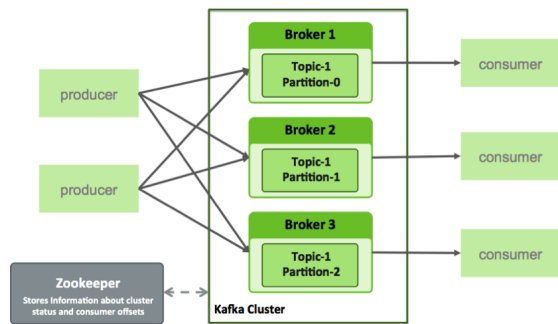 Broker 1
Topic-1
Partition-0
consumer
producer
Broker 2
Topic-1
Partition-1
consumer
producer
Broker 3
Topic-1
Partition-2
consumer
Zookeeper
Stores Information about cluster
status and consumer offsets
Kafka Cluster